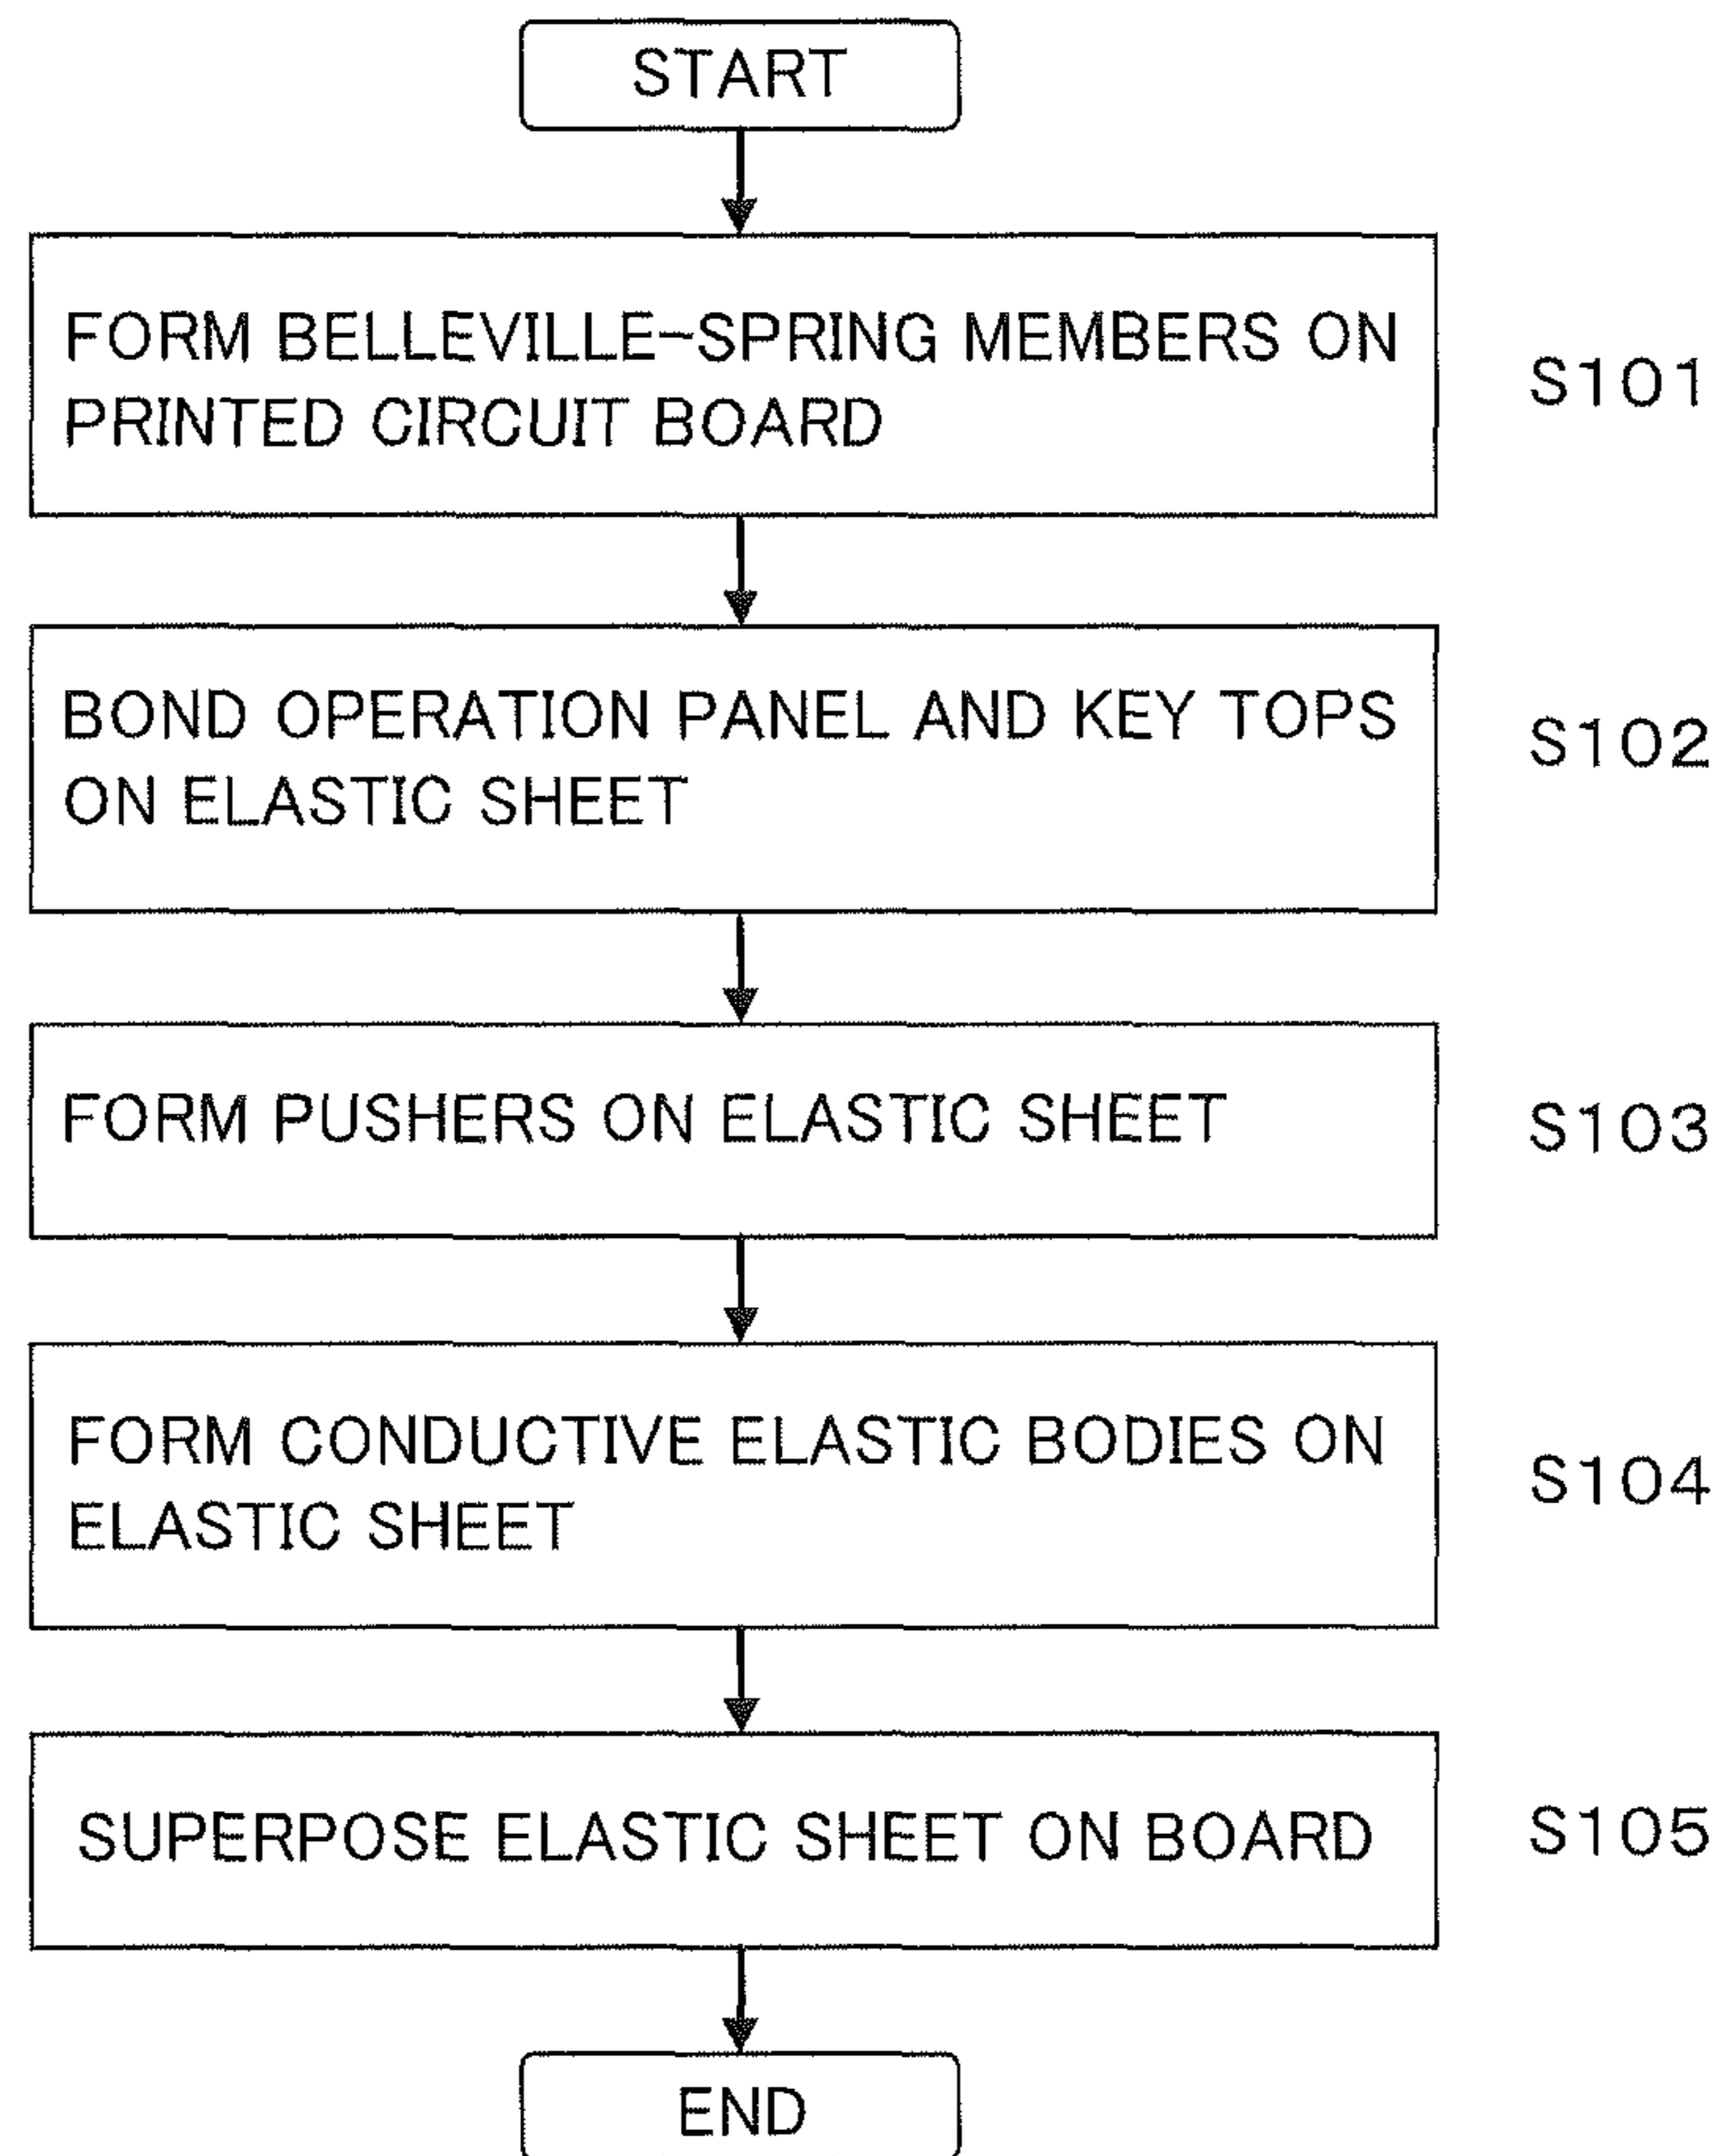 START
FORM BELLEVILLE-SPRING MEMBERS ON
PRINTED CIRCUIT BOARD
S101
BOND OPERATION PANEL AND KEY TOPS
ON ELASTIC SHEET
S102
FORM PUSHERS ON ELASTIC SHEET
S103
FORM CONDUCTIVE ELASTIC BODIES ON
ELASTIC SHEET
S104
SUPERPOSE ELASTIC SHEET ON BOARD
S105
END